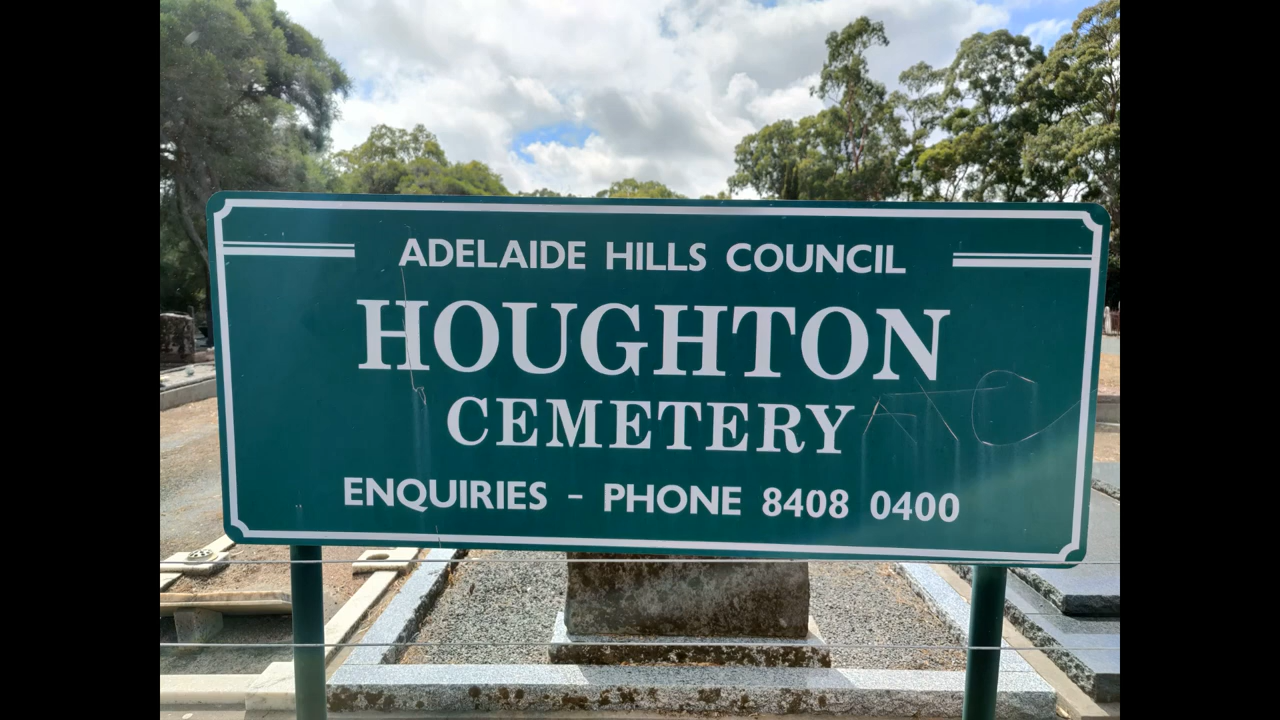 ADELAIDE HILLS COUNCIL
HOUGHTON
CEMETERY
ENQUIRIES - PHONE 8408 0400